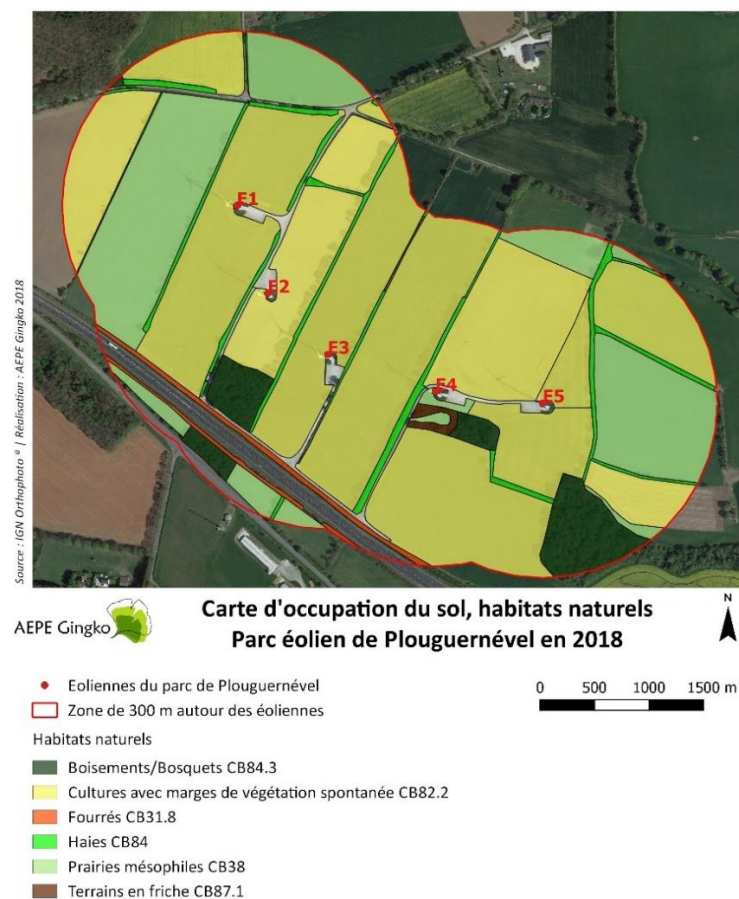 E1
E2
E3
E4
E5
Source : IGN Orthophoto ® | Réalisation : AEPE Gingko 2018
AEPE Gingko
Carte d'occupation du sol, habitats naturels
Parc éolien de Plouguernével en 2018
N
Eoliennes du parc de Plouguernével
Zone de 300 m autour des éoliennes
0 500 1000 1500 m
Habitats naturels
Boisements/Bosquets CB84.3
Cultures avec marges de végétation spontanée CB82.2
Fourrés CB31.8
Haies CB84
Prairies mésophiles CB38
Terrains en friche CB87.1